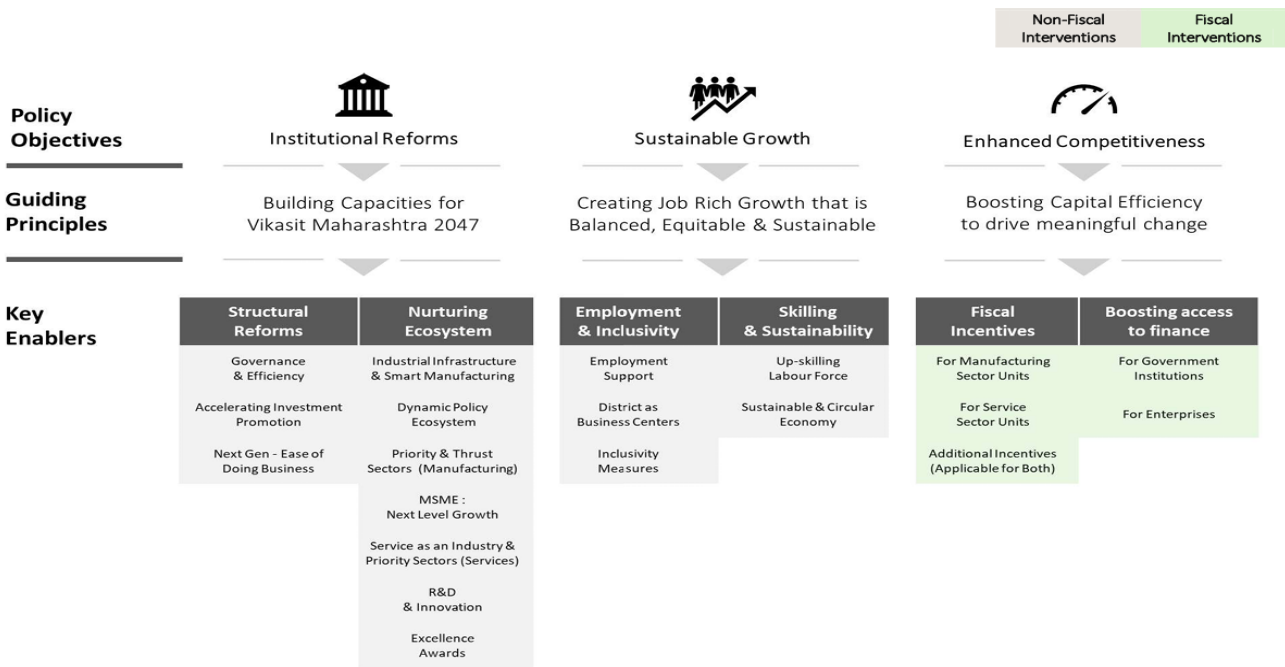 Non-Fiscal
Interventions
Fiscal
Interventions
Policy
Objectives
Institutional Reforms
Sustainable Growth
Enhanced Competitiveness
Guiding
Principles
Building Capacities for
Vikasit Maharashtra 2047
Creating Job Rich Growth that is
Balanced, Equitable & Sustainable
Boosting Capital Efficiency
to drive meaningful change
Key
Enablers
Structural
Reforms
Governance
& Efficiency
Accelerating Investment
Promotion
Next Gen - Ease of
Doing Business
Nurturing
Ecosystem
Industrial Infrastructure
& Smart Manufacturing
Dynamic Policy
Ecosystem
Priority & Thrust
Sectors (Manufacturing)
MSME :
Next Level Growth
Service as an Industry &
Priority Sectors (Services)
R&D
& Innovation
Excellence
Awards
Employment
& Inclusivity
Employment
Support
District as
Business Centers
Inclusivity
Measures
Skilling
& Sustainability
Up-skilling
Labour Force
Sustainable & Circular
Economy
Fiscal
Incentives
For Manufacturing
Sector Units
For Service
Sector Units
Additional Incentives
(Applicable for Both)
Boosting access
to finance
For Government
Institutions
For Enterprises